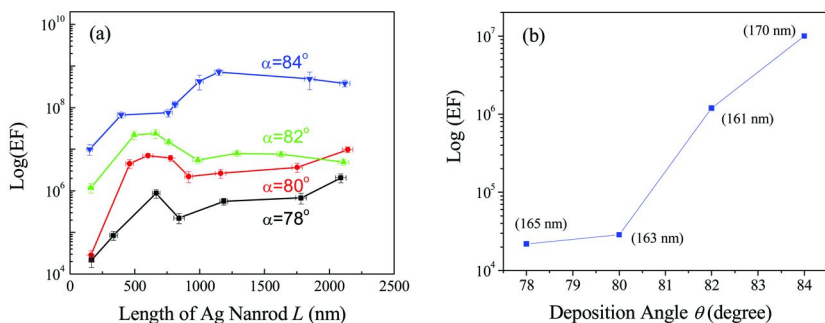 (a)
10^10
10^8
10^6
10^4
Log(EF)
α=84°
α=82°
α=80°
α=78°
0 500 1000 1500 2000 2500
Length of Ag Nanrod L (nm)
(b)
10^7
10^6
10^5
10^4
Log (EF)
(170 nm)
(161 nm)
(165 nm)
(163 nm)
78 79 80 81 82 83 84
Deposition Angle θ (degree)